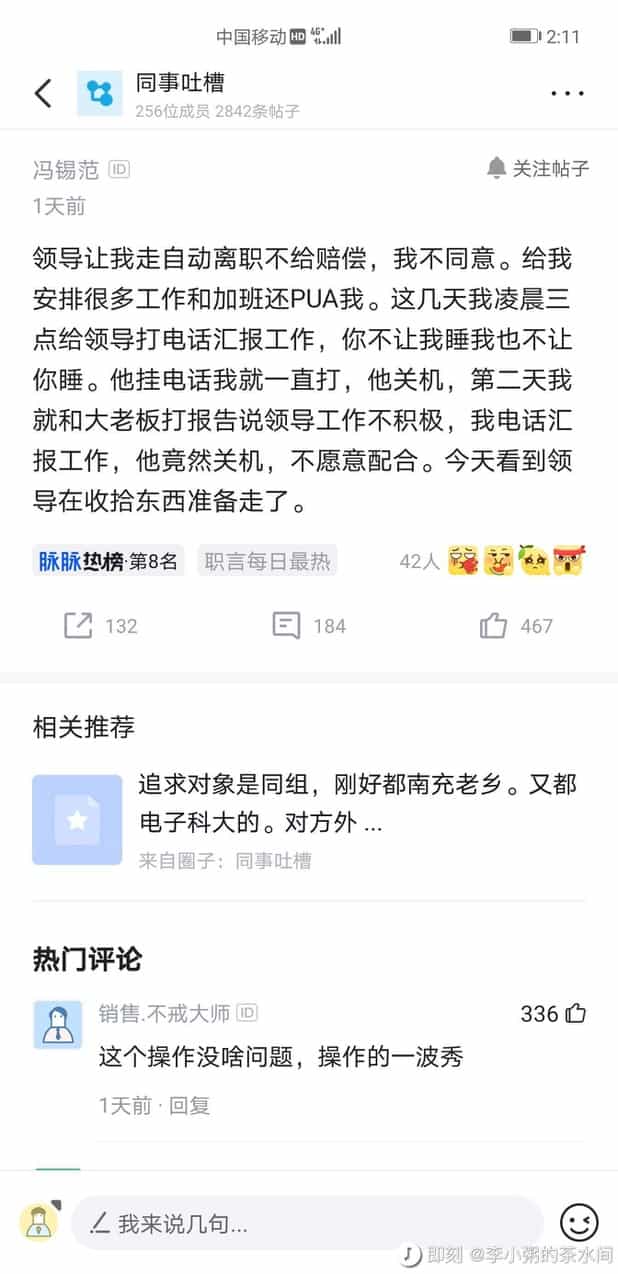 中国移动 HD 4G+ 2:11
同事吐槽
256位成员 2842条帖子
冯锡范 ID 关注帖子
1天前
领导让我走自动离职不给赔偿，我不同意。给我
安排很多工作和加班还PUA我。这几天我凌晨三
点给领导打电话汇报工作，你不让我睡我也不让
你睡。他挂电话我就一直打，他关机，第二天我
就和大老板打报告说领导工作不积极，我电话汇
报工作，他竟然关机，不愿意配合。今天看到领
导在收拾东西准备走了。
脉脉热榜·第8名 职言每日最热 42人
132 184 467
相关推荐
追求对象是同组，刚好都南充老乡。又都
电子科大的。对方外 ...
来自圈子：同事吐槽
热门评论
销售.不戒大师 ID 336
这个操作没啥问题，操作的一波秀
1天前 · 回复
我来说几句...
即刻 @李小粥的茶水间